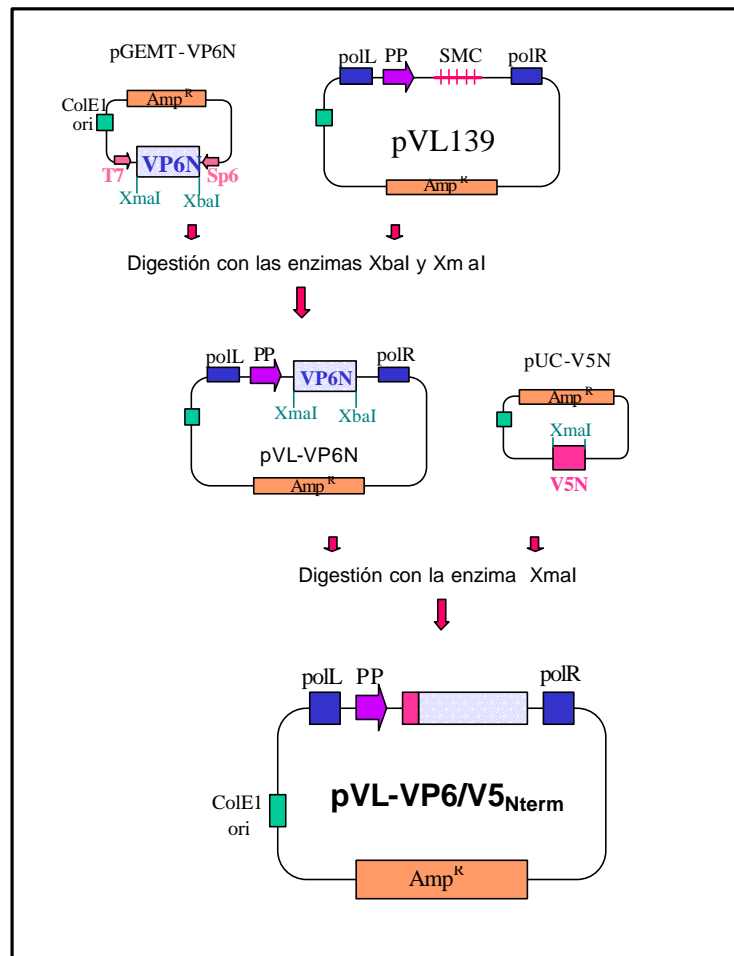 pGEMT-VP6N
polL PP SMC polR
ColE1
ori
Amp R
T7 VP6N Sp6
XmaI XbaI
pVL139
Amp R
Digestión con las enzimas XbaI y Xm aI
polL PP polR
VP6N
XmaI XbaI
pVL-VP6N
Amp R
pUC-V5N
Amp R
XmaI
V5N
Digestión con la enzima XmaI
polL PP polR
ColE1
ori
pVL-VP6/V5Nterm
Amp R